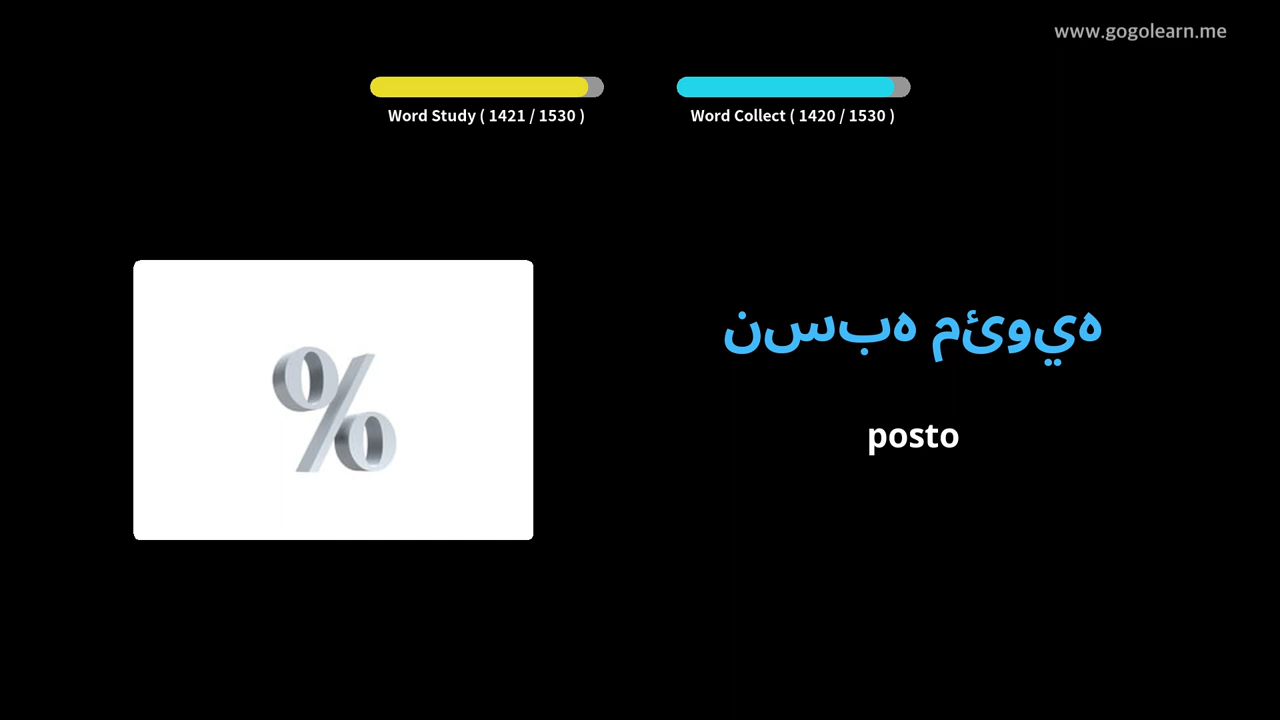 www.gogolearn.me
Word Study ( 1421 / 1530 )
Word Collect ( 1420 / 1530 )
%
نسبه مئويه
posto